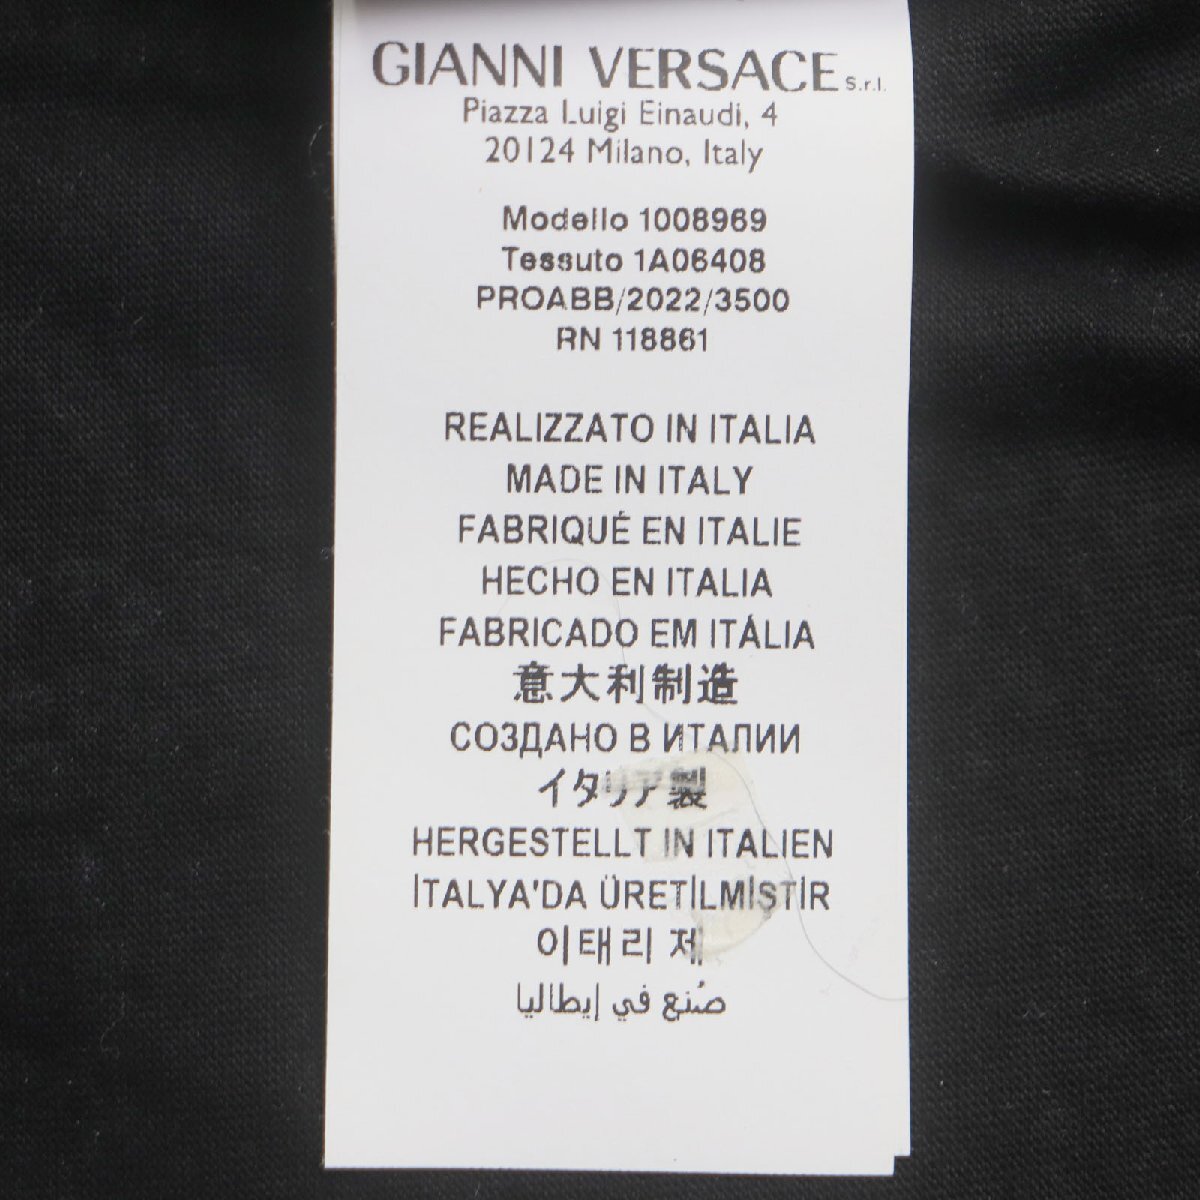 GIANNI VERSACE S.r.l.
Piazza Luigi Einaudi, 4
20124 Milano, Italy
Modello 1008969
Tessuto 1A06408
PROABB/2022/3500
RN 118861
REALIZZATO IN ITALIA
MADE IN ITALY
FABRIQUÉ EN ITALIE
HECHO EN ITALIA
FABRICADO EM ITÁLIA
意大利制造
СОЗДАНО В ИТАЛИИ
イタリア製
HERGESTELLT IN ITALIEN
İTALYA'DA ÜRETİLMİŞTİR
이태리 제
صُنع في إيطاليا